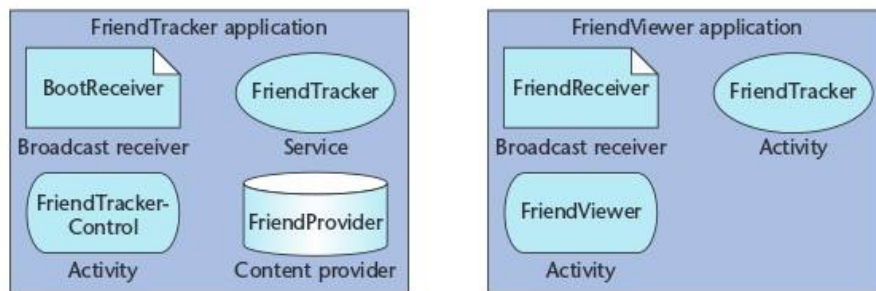 FriendTracker application
BootReceiver
Broadcast receiver
FriendTracker
Service
FriendTracker-
Control
Activity
FriendProvider
Content provider
FriendViewer application
FriendReceiver
Broadcast receiver
FriendTracker
Activity
FriendViewer
Activity